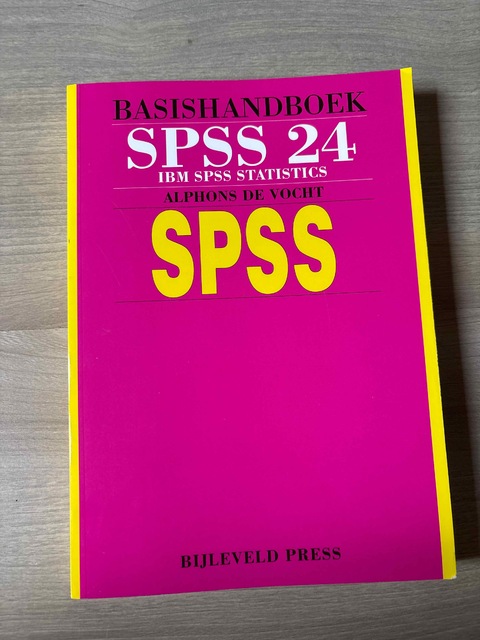 BASISHANDBOEK
SPSS 24
IBM SPSS STATISTICS
ALPHONS DE VOCHT
SPSS
BIJLEVELD PRESS